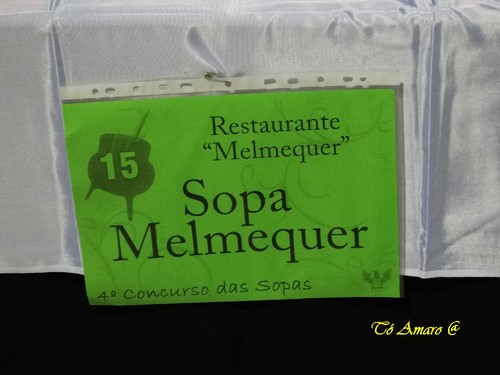 Restaurante
"Melmequer"
15
Sopa
Melmequer
4º Concurso das Sopas
Tó Amaro @